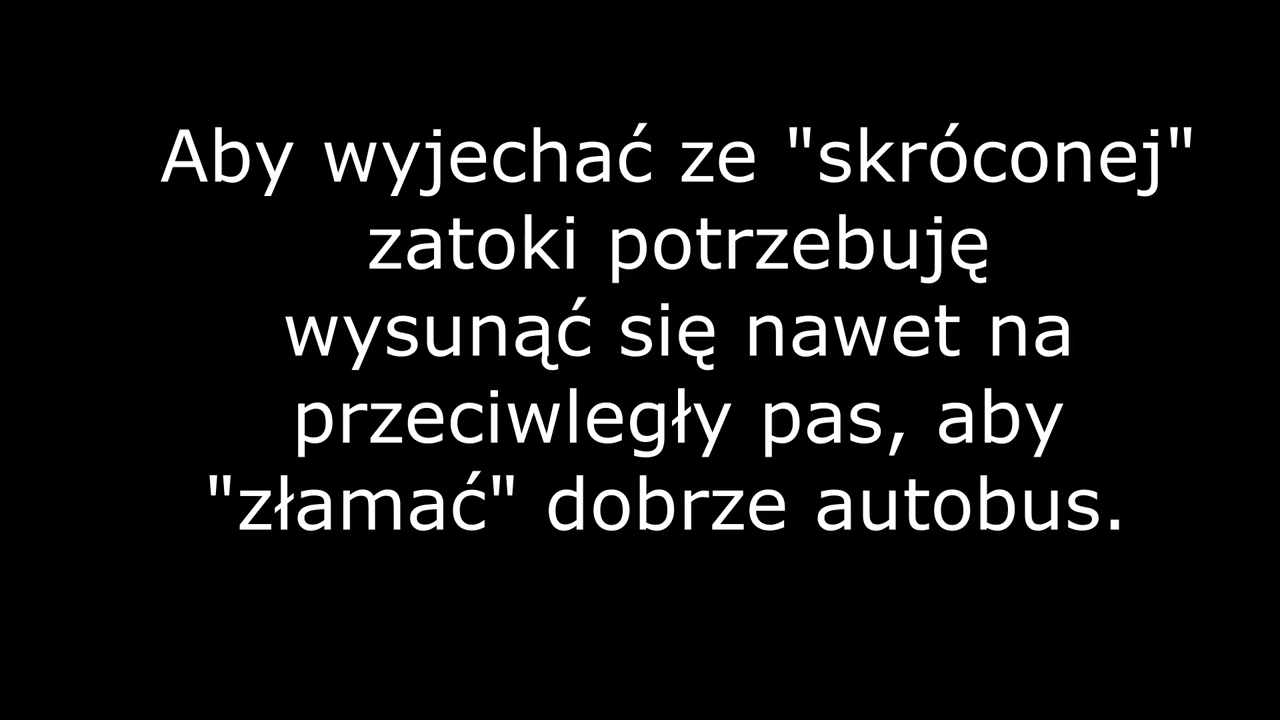 Aby wyjechać ze "skróconej"
zatoki potrzebuję
wysunąć się nawet na
przeciwległy pas, aby
"złamać" dobrze autobus.